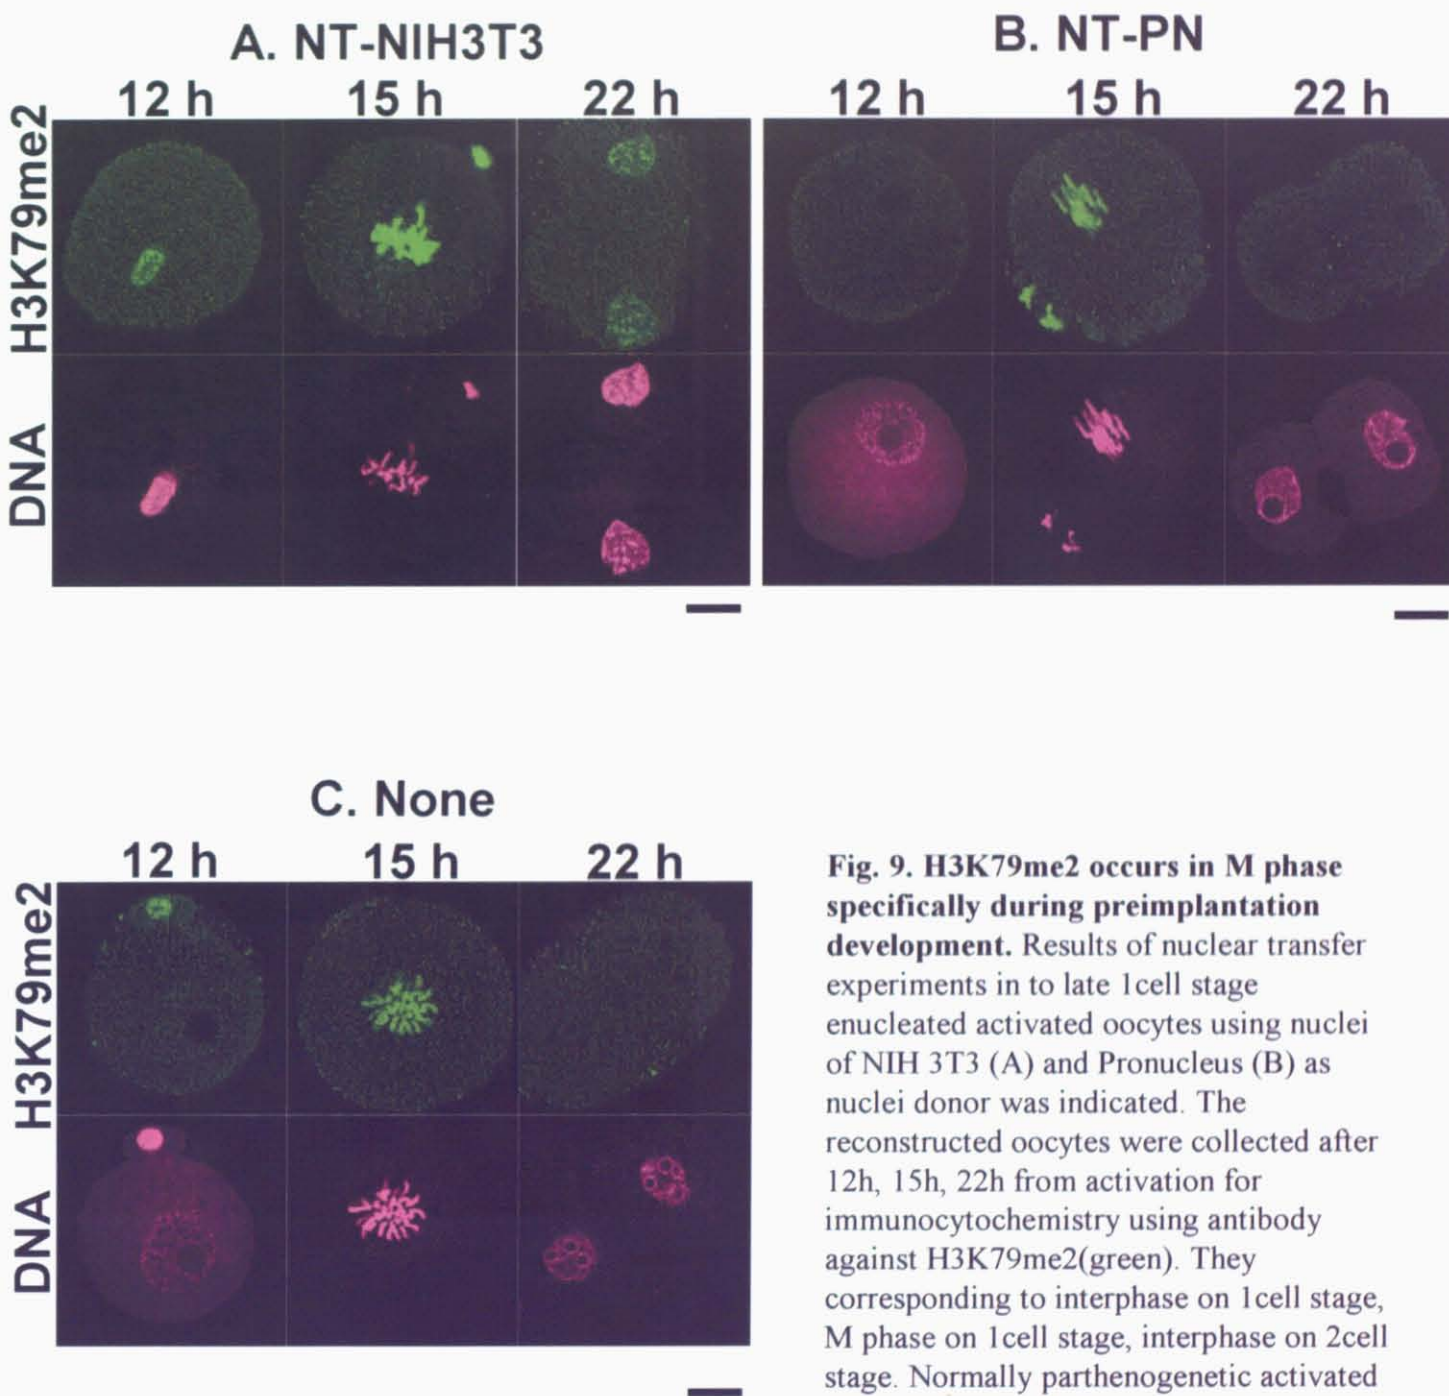 A. NT-NIH3T3
12 h 15 h 22 h
H3K79me2
DNA
B. NT-PN
12 h 15 h 22 h
C. None
12 h 15 h 22 h
H3K79me2
DNA
Fig. 9. H3K79me2 occurs in M phase
specifically during preimplantation
development. Results of nuclear transfer
experiments in to late 1cell stage
enucleated activated oocytes using nuclei
of NIH 3T3 (A) and Pronucleus (B) as
nuclei donor was indicated. The
reconstructed oocytes were collected after
12h, 15h, 22h from activation for
immunocytochemistry using antibody
against H3K79me2(green). They
corresponding to interphase on 1cell stage,
M phase on 1cell stage, interphase on 2cell
stage. Normally parthenogenetic activated